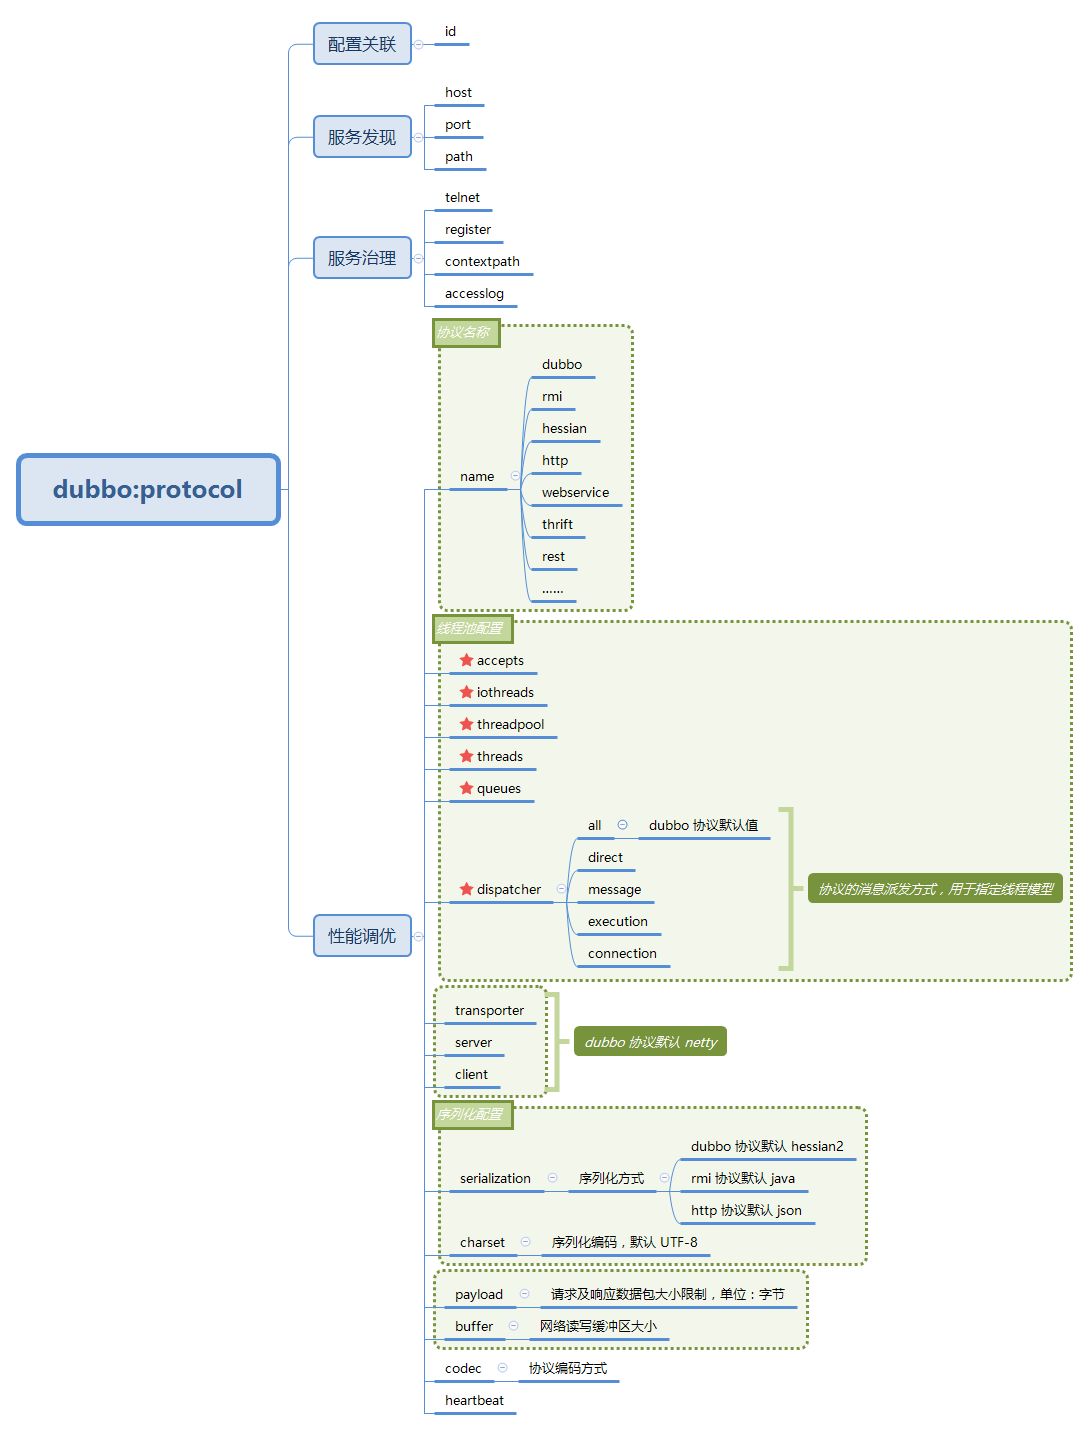 dubbo:protocol
配置关联
id
服务发现
host
port
path
服务治理
telnet
register
contextpath
accesslog
性能调优
协议名称
name
dubbo
rmi
hessian
http
webservice
thrift
rest
......
线程池配置
accepts
iothreads
threadpool
threads
queues
dispatcher
all
dubbo 协议默认值
direct
message
execution
connection
协议的消息派发方式，用于指定线程模型
transporter
server
client
dubbo 协议默认 netty
序列化配置
serialization
序列化方式
dubbo 协议默认 hessian2
rmi 协议默认 java
http 协议默认 json
charset
序列化编码，默认 UTF-8
payload
请求及响应数据包大小限制，单位：字节
buffer
网络读写缓冲区大小
codec
协议编码方式
heartbeat